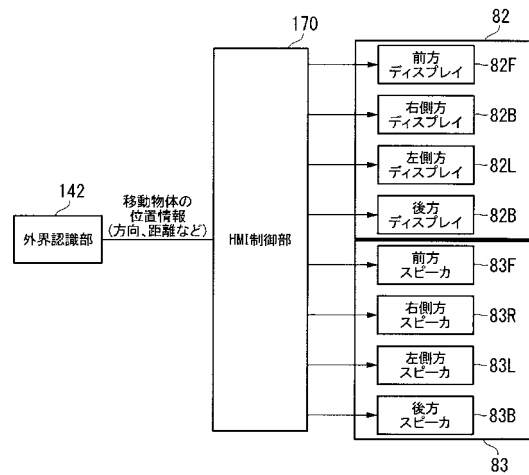 170
82
前方
ディスプレイ
82F
右側方
ディスプレイ
82B
左側方
ディスプレイ
82L
後方
ディスプレイ
82B
142
外界認識部
移動物体の
位置情報
(方向、距離など)
HMI制御部
前方
スピーカ
83F
右側方
スピーカ
83R
左側方
スピーカ
83L
後方
スピーカ
83B
83